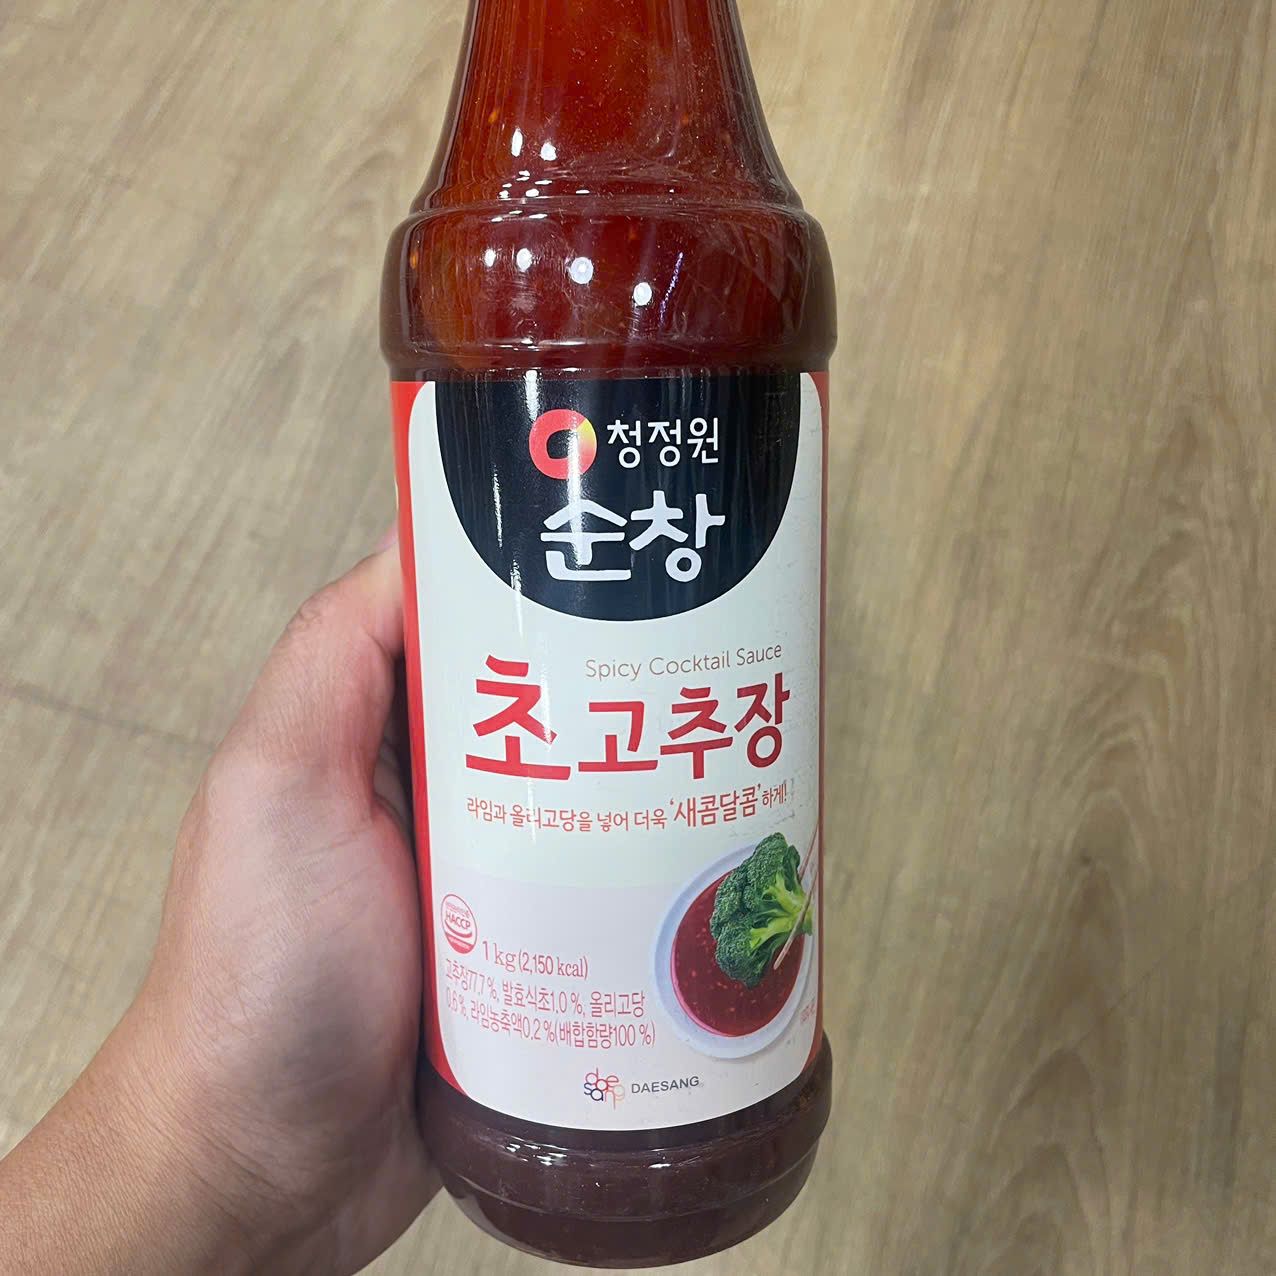 청정원
순창
Spicy Cocktail Sauce
초고추장
라임과 올리고당을 넣어 더욱 '새콤달콤'하게!
HACCP
1 kg (2,150 kcal)
고추장77.7 %, 발효식초1.0 %, 올리고당
0.6 %, 라임농축액0.2 %(배합함량100 %)
daesang
DAESANG